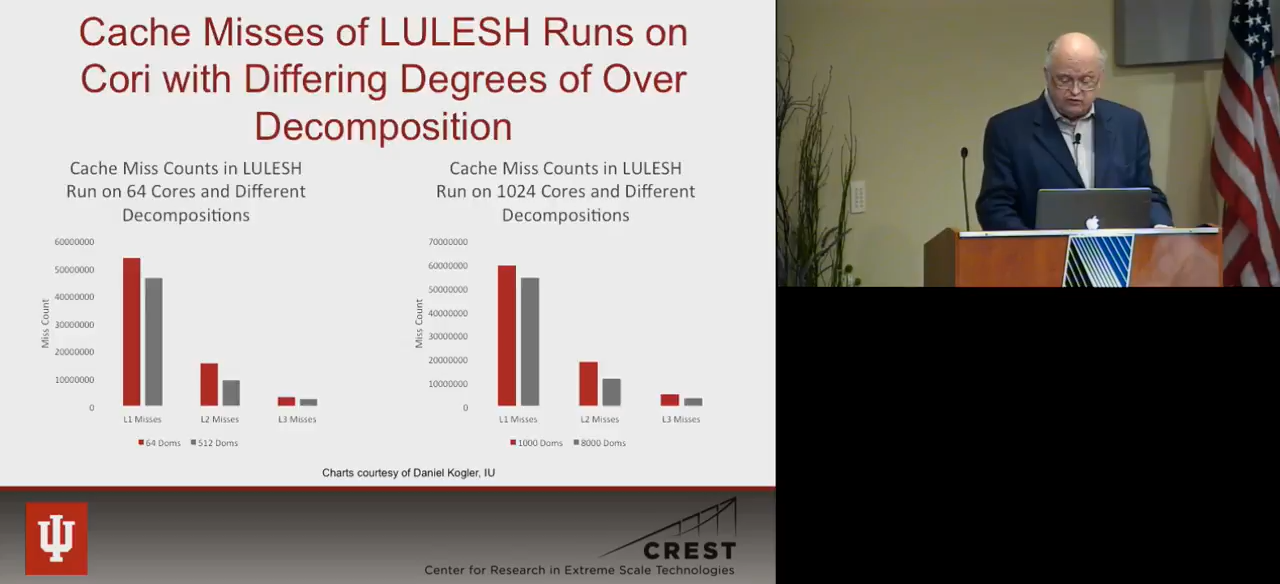 Cache Misses of LULESH Runs on
Cori with Differing Degrees of Over
Decomposition
Cache Miss Counts in LULESH
Run on 64 Cores and Different
Decompositions
60000000
50000000
40000000
30000000
20000000
10000000
0
Miss Count
L1 Misses
L2 Misses
L3 Misses
64 Doms
512 Doms
Cache Miss Counts in LULESH
Run on 1024 Cores and Different
Decompositions
70000000
60000000
50000000
40000000
30000000
20000000
10000000
0
Miss Count
L1 Misses
L2 Misses
L3 Misses
1000 Doms
8000 Doms
Charts courtesy of Daniel Kogler, IU
CREST
Center for Research in Extreme Scale Technologies